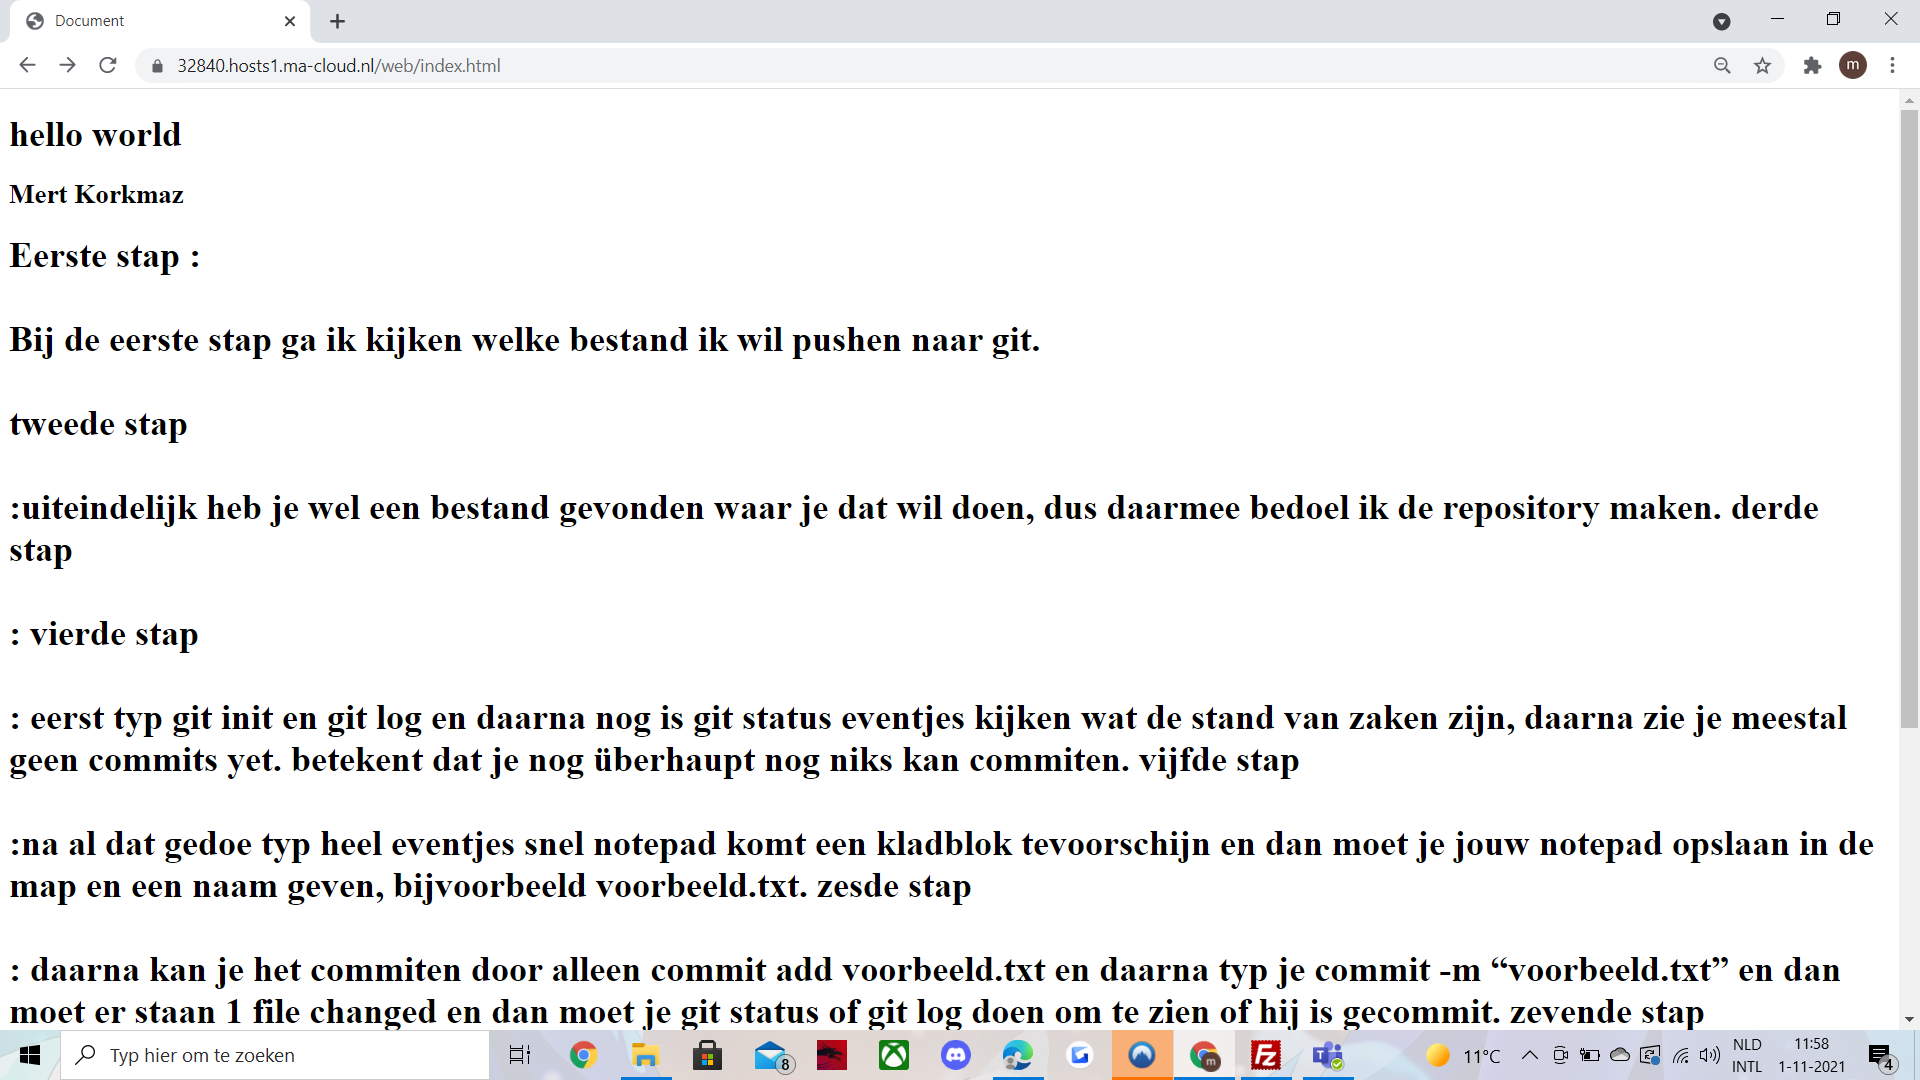 Document
32840.hosts1.ma-cloud.nl/web/index.html
m
hello world
Mert Korkmaz
Eerste stap :
Bij de eerste stap ga ik kijken welke bestand ik wil pushen naar git.
tweede stap
:uiteindelijk heb je wel een bestand gevonden waar je dat wil doen, dus daarmee bedoel ik de repository maken. derde
stap
: vierde stap
: eerst typ git init en git log en daarna nog is git status eventjes kijken wat de stand van zaken zijn, daarna zie je meestal
geen commits yet. betekent dat je nog überhaupt nog niks kan commiten. vijfde stap
:na al dat gedoe typ heel eventjes snel notepad komt een kladblok tevoorschijn en dan moet je jouw notepad opslaan in de
map en een naam geven, bijvoorbeeld voorbeeld.txt. zesde stap
: daarna kan je het commiten door alleen commit add voorbeeld.txt en daarna typ je commit -m “voorbeeld.txt” en dan
moet er staan 1 file changed en dan moet je git status of git log doen om te zien of hij is gecommit. zevende stap
Typ hier om te zoeken
8
m
11°C
NLD
INTL
11:58
1-11-2021
4